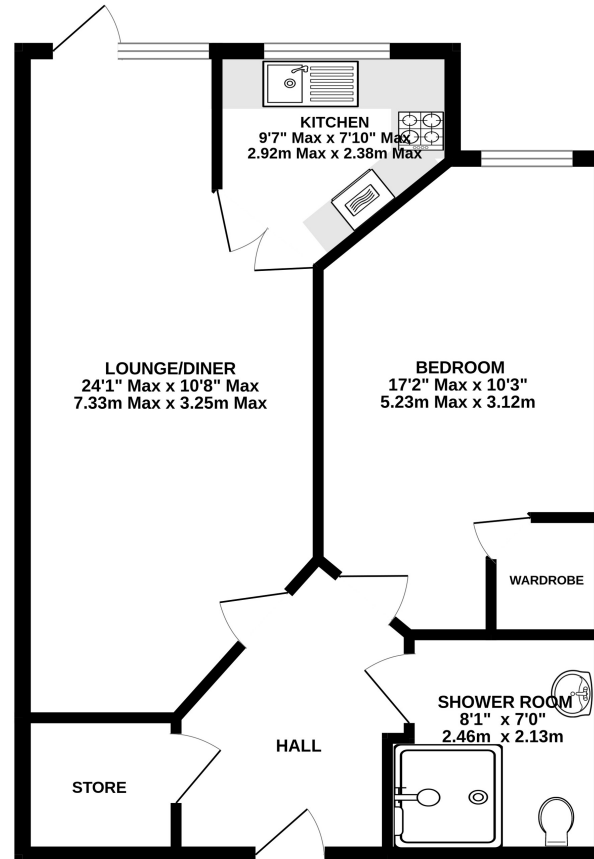 KITCHEN
9'7" Max x 7'10" Max
2.92m Max x 2.38m Max
LOUNGE/DINER
24'1" Max x 10'8" Max
7.33m Max x 3.25m Max
BEDROOM
17'2" Max x 10'3"
5.23m Max x 3.12m
WARDROBE
SHOWER ROOM
8'1" x 7'0"
2.46m x 2.13m
HALL
STORE